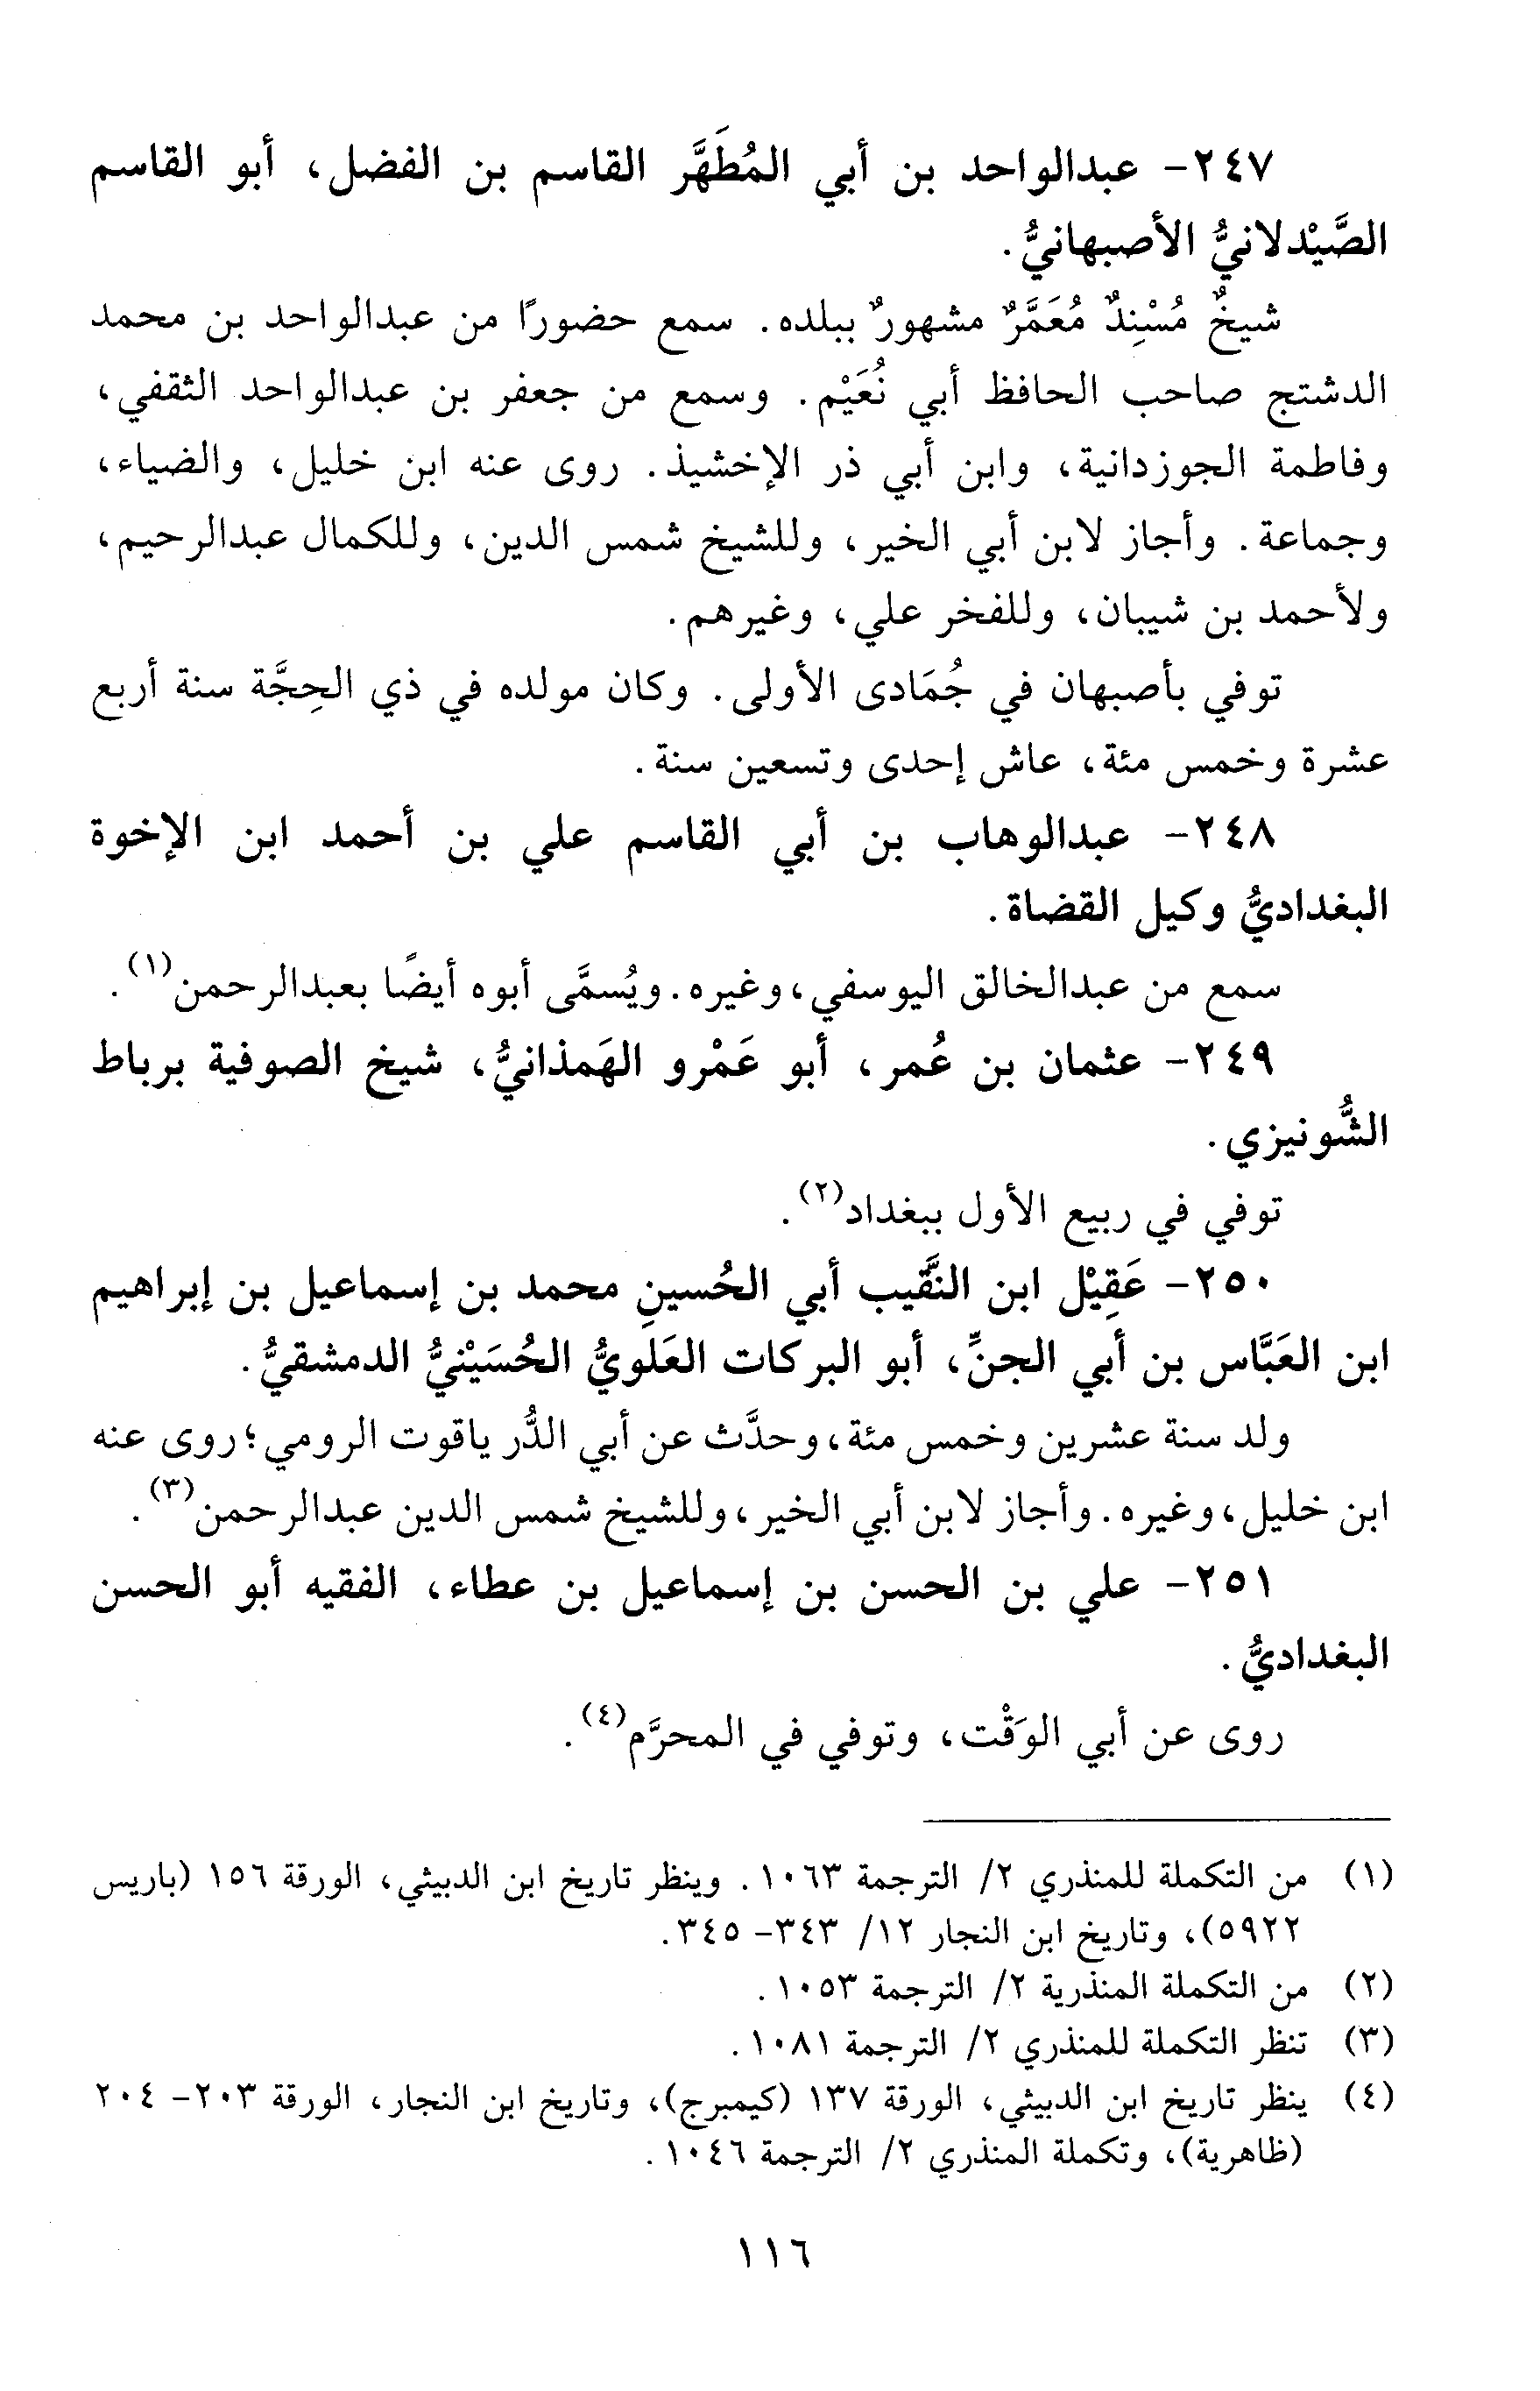 ٢٤٧- عبدالواحد بن أبي المُطَهَّر القاسم بن الفضل، أبو القاسم
الصَّيْدلانيُّ الأصبهانيُّ.
شيخٌ مُسْنِدٌ مُعَمَّرٌ مشهورٌ ببلده. سمع حضورًا من عبدالواحد بن محمد
الدشتج صاحب الحافظ أبي نُعَيْم. وسمع من جعفر بن عبدالواحد الثقفي،
وفاطمة الجوزدانية، وابن أبي ذر الإخشيذ. روى عنه ابن خليل، والضياء،
وجماعة. وأجاز لابن أبي الخير، وللشيخ شمس الدين، وللكمال عبدالرحيم،
ولأحمد بن شيبان، وللفخر علي، وغيرهم.
توفي بأصبهان في جُمَادى الأولى. وكان مولده في ذي الحِجَّة سنة أربع
عشرة وخمس مئة، عاش إحدى وتسعين سنة.
٢٤٨- عبدالوهاب بن أبي القاسم علي بن أحمد ابن الإخوة
البغداديُّ وكيل القضاة.
سمع من عبدالخالق اليوسفي، وغيره. ويُسمَّى أبوه أيضًا بعبدالرحمن(١).
٢٤٩- عثمان بن عُمر، أبو عَمْرو الهَمذانيُّ، شيخ الصوفية برباط
الشُّونيزي.
توفي في ربيع الأول ببغداد(٢).
٢٥٠- عَقِيْل ابن النَّقيب أبي الحُسينِ محمد بن إسماعيل بن إبراهيم
ابن العَبَّاس بن أبي الجنِّ، أبو البركات العَلَويُّ الحُسَيْنيُّ الدمشقيُّ.
ولد سنة عشرين وخمس مئة، وحدَّث عن أبي الدُّر ياقوت الرومي؛ روى عنه
ابن خليل، وغيره. وأجاز لابن أبي الخير، وللشيخ شمس الدين عبدالرحمن(٣).
٢٥١- علي بن الحسن بن إسماعيل بن عطاء، الفقيه أبو الحسن
البغداديُّ.
روى عن أبي الوَقْت، وتوفي في المحرَّم(٤).
(١) من التكملة للمنذري ٢/ الترجمة ١٠٦٣. وينظر تاريخ ابن الدبيثي، الورقة ١٥٦ (باريس
٥٩٢٢)، وتاريخ ابن النجار ١٢/ ٣٤٣- ٣٤٥.
(٢) من التكملة المنذرية ٢/ الترجمة ١٠٥٣.
(٣) تنظر التكملة للمنذري ٢/ الترجمة ١٠٨١.
(٤) ينظر تاريخ ابن الدبيثي، الورقة ١٣٧ (كيمبرج)، وتاريخ ابن النجار، الورقة ٢٠٣- ٢٠٤
(ظاهرية)، وتكملة المنذري ٢/ الترجمة ١٠٤٦.
١١٦